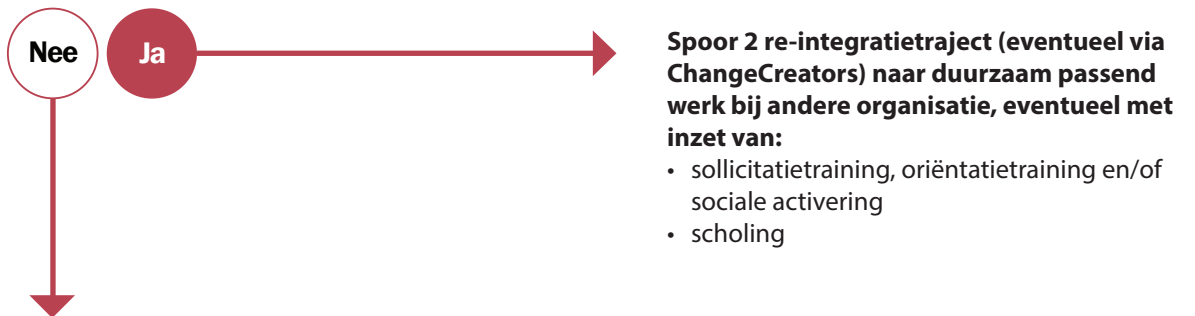 Nee Ja
Spoor 2 re-integratietraject (eventueel via
ChangeCreators) naar duurzaam passend
werk bij andere organisatie, eventueel met
inzet van:
• sollicitatietraining, oriëntatietraining en/of
sociale activering
• scholing